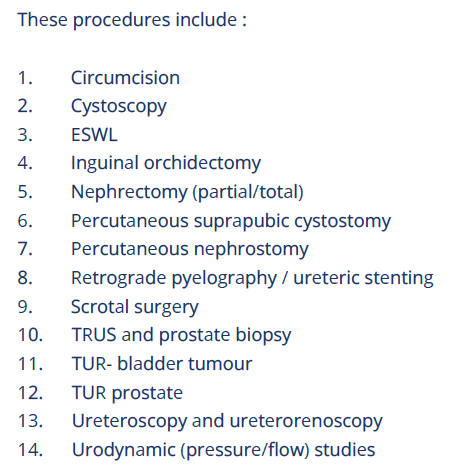 These procedures include :
1. Circumcision
2. Cystoscopy
3. ESWL
4. Inguinal orchidectomy
5. Nephrectomy (partial/total)
6. Percutaneous suprapubic cystostomy
7. Percutaneous nephrostomy
8. Retrograde pyelography / ureteric stenting
9. Scrotal surgery
10. TRUS and prostate biopsy
11. TUR- bladder tumour
12. TUR prostate
13. Ureteroscopy and ureterorenoscopy
14. Urodynamic (pressure/flow) studies